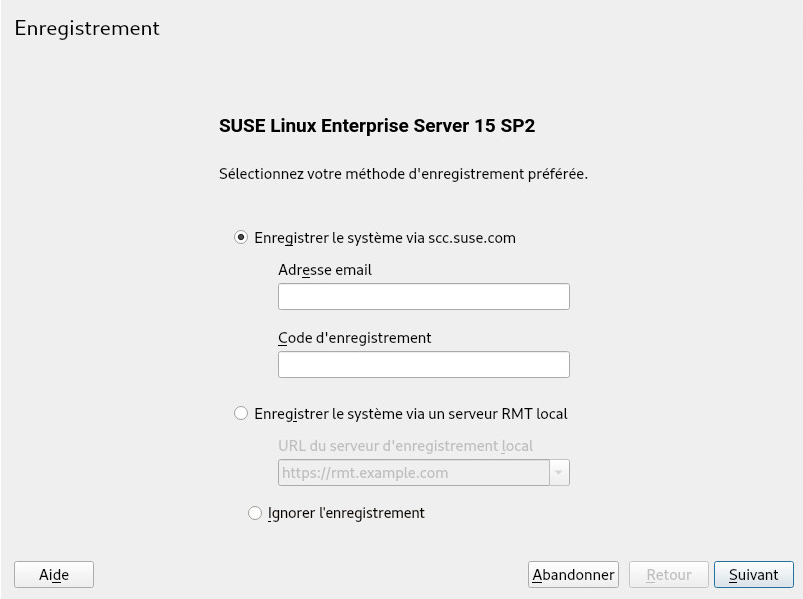 Enregistrement
SUSE Linux Enterprise Server 15 SP2
Sélectionnez votre méthode d'enregistrement préférée.
Enregistrer le système via scc.suse.com
Adresse email
Code d'enregistrement
Enregistrer le système via un serveur RMT local
URL du serveur d'enregistrement local
https://rmt.example.com
Ignorer l'enregistrement
Aide Abandonner Retour Suivant